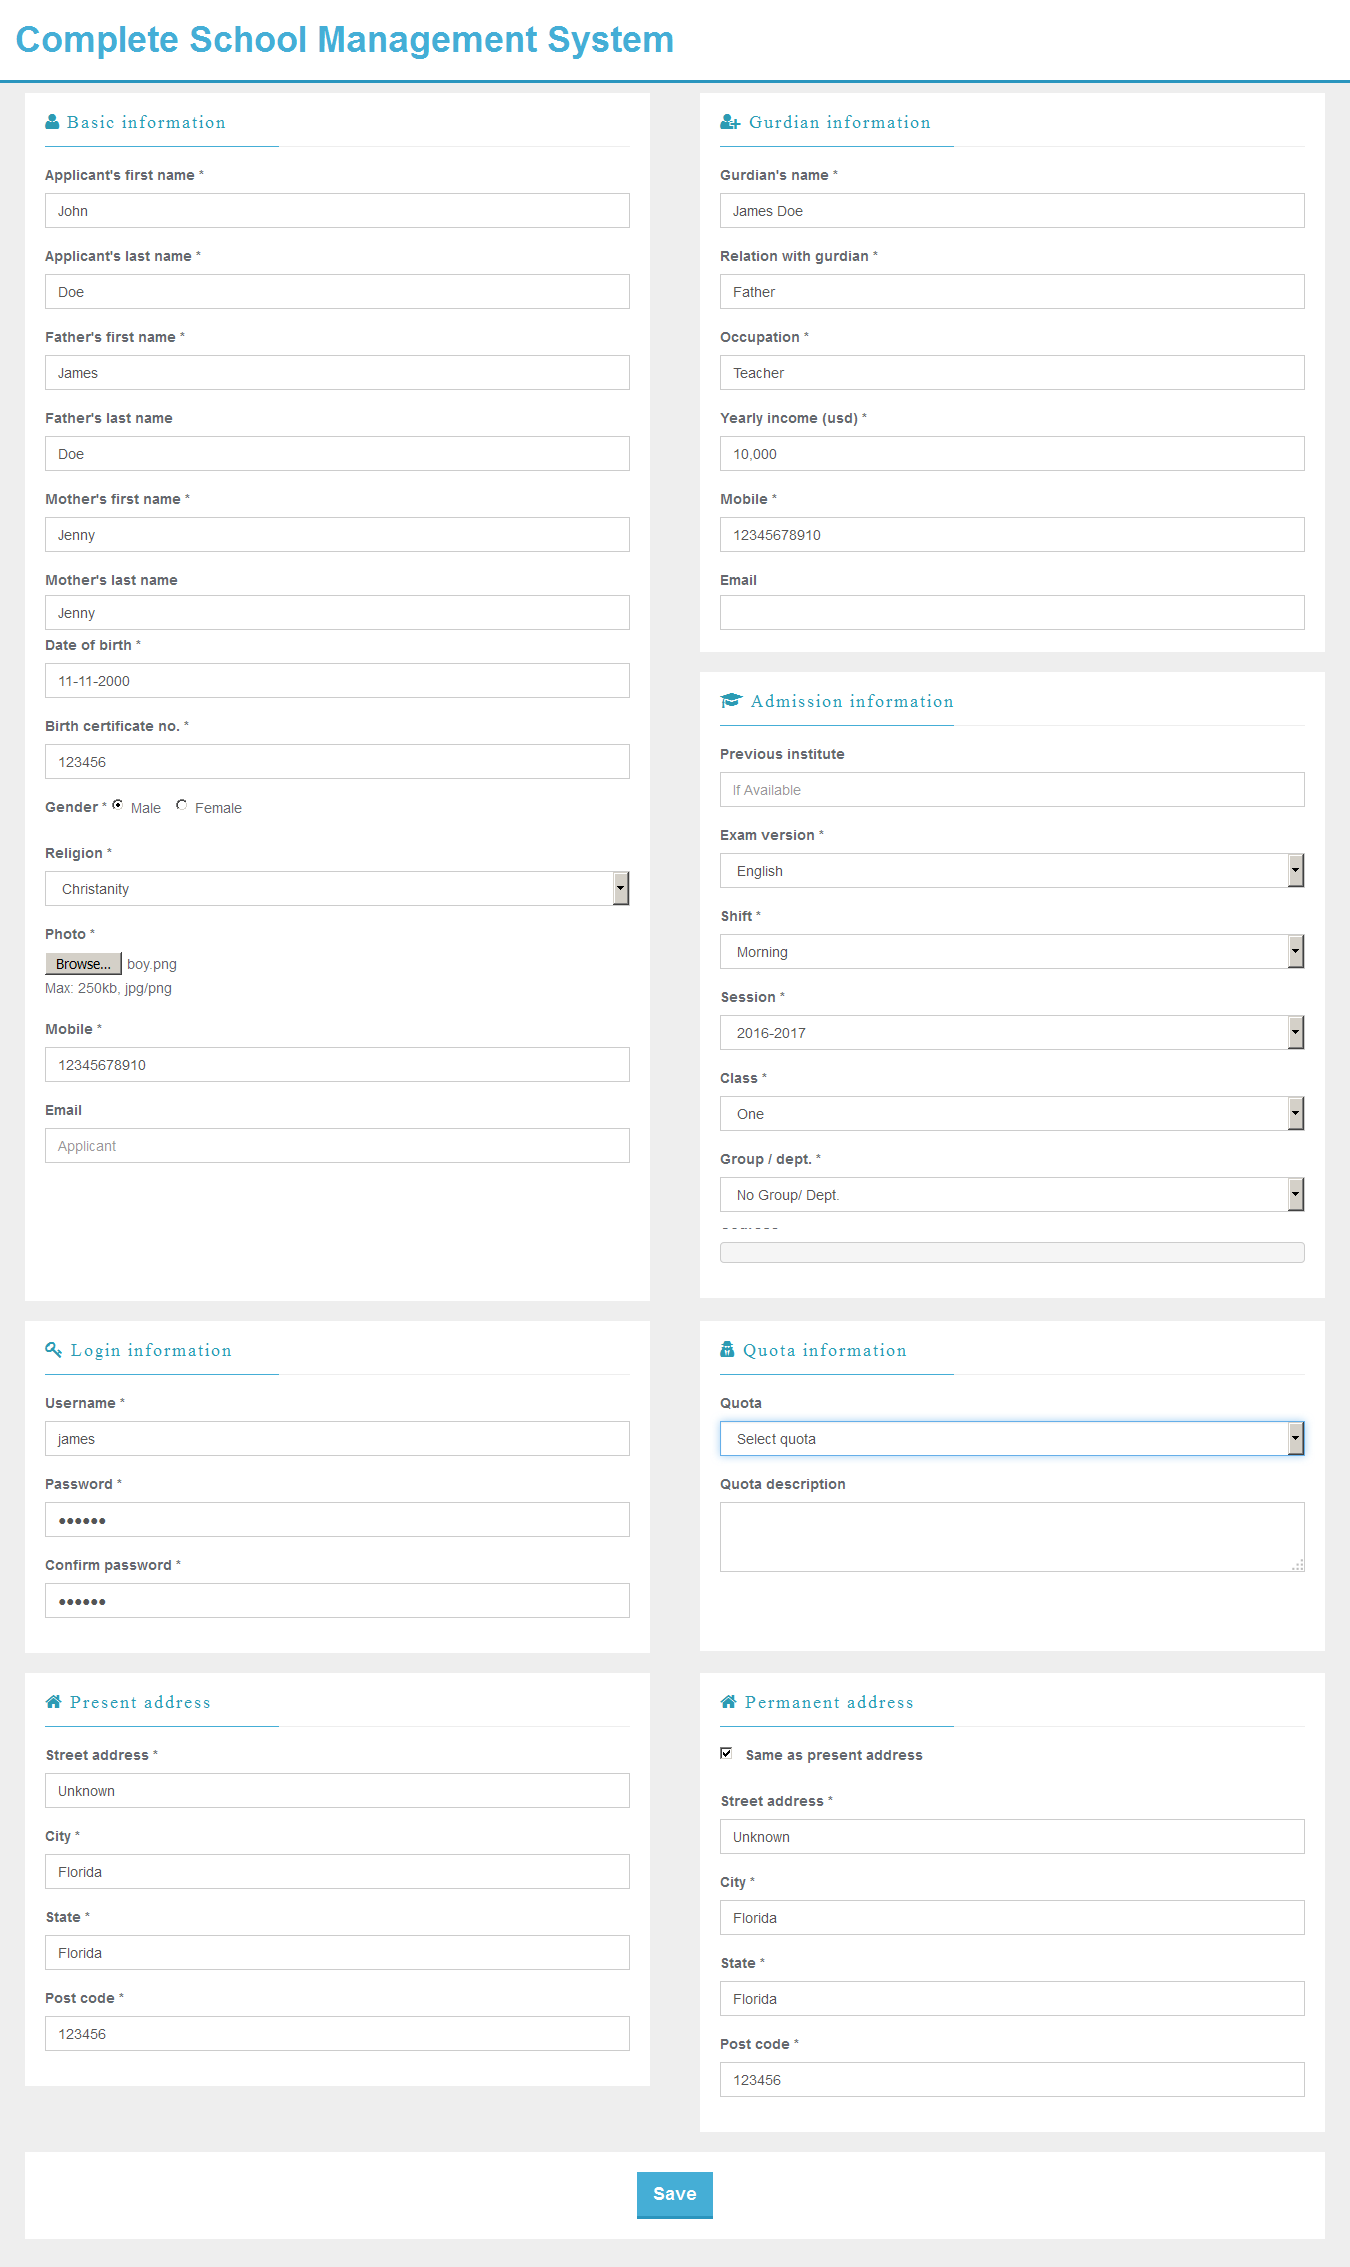 Complete School Management System
Basic information
Applicant's first name *
John
Applicant's last name *
Doe
Father's first name *
James
Father's last name
Doe
Mother's first name *
Jenny
Mother's last name
Jenny
Date of birth *
11-11-2000
Birth certificate no. *
123456
Gender * Male Female
Religion *
Christanity
Photo *
Browse... boy.png
Max: 250kb, jpg/png
Mobile *
12345678910
Email
Applicant
Gurdian information
Gurdian's name *
James Doe
Relation with gurdian *
Father
Occupation *
Teacher
Yearly income (usd) *
10,000
Mobile *
12345678910
Email
Admission information
Previous institute
If Available
Exam version *
English
Shift *
Morning
Session *
2016-2017
Class *
One
Group / dept. *
No Group/ Dept.
Login information
Username *
james
Password *
••••••
Confirm password *
••••••
Quota information
Quota
Select quota
Quota description
Present address
Street address *
Unknown
City *
Florida
State *
Florida
Post code *
123456
Permanent address
Same as present address
Street address *
Unknown
City *
Florida
State *
Florida
Post code *
123456
Save